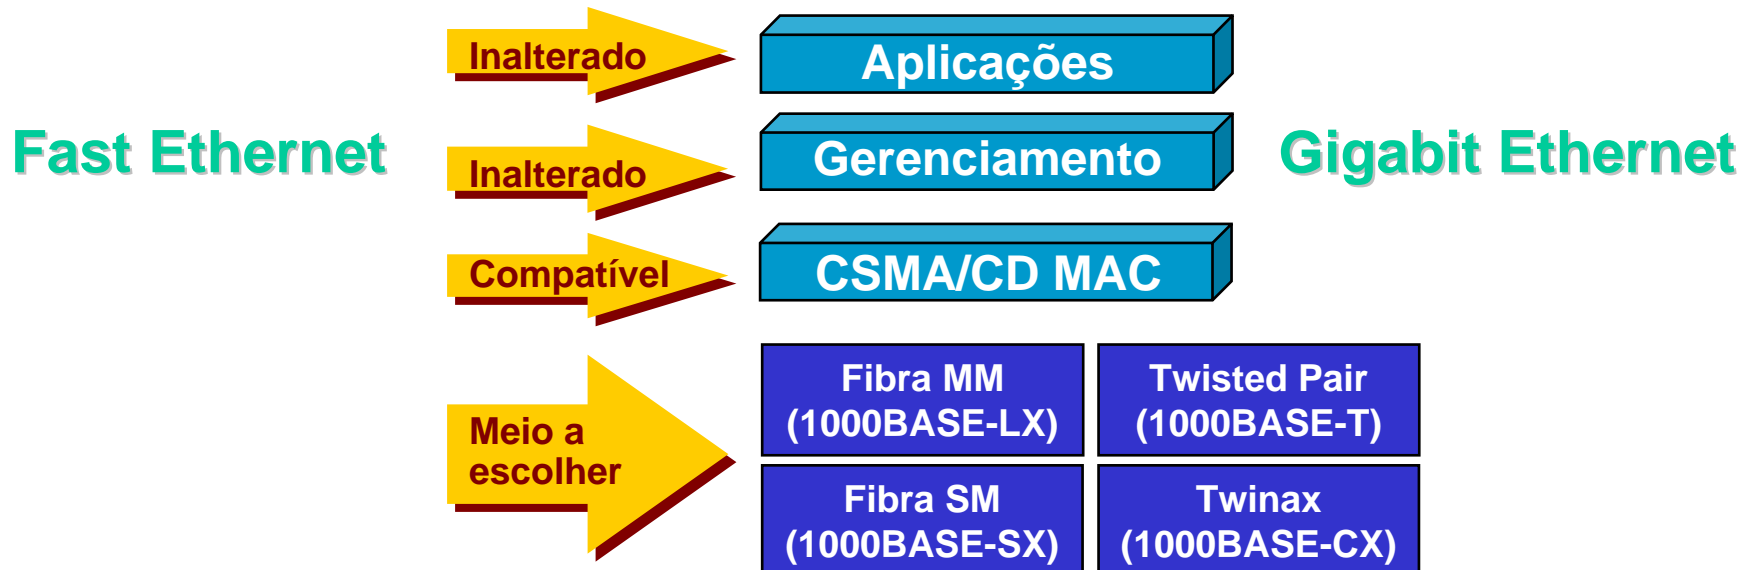 Inalterado
Aplicações
Fast Ethernet
Inalterado
Gerenciamento
Gigabit Ethernet
Compatível
CSMA/CD MAC
Meio a
escolher
Fibra MM
(1000BASE-LX)
Twisted Pair
(1000BASE-T)
Fibra SM
(1000BASE-SX)
Twinax
(1000BASE-CX)